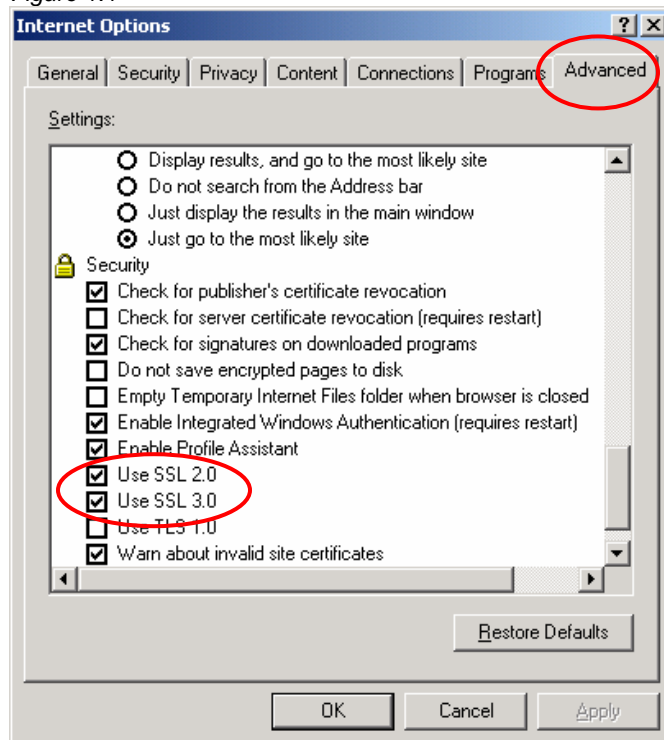 Internet Options
General Security Privacy Content Connections Programs Advanced
Settings:
Display results, and go to the most likely site
Do not search from the Address bar
Just display the results in the main window
Just go to the most likely site
Security
Check for publisher's certificate revocation
Check for server certificate revocation (requires restart)
Check for signatures on downloaded programs
Do not save encrypted pages to disk
Empty Temporary Internet Files folder when browser is closed
Enable Integrated Windows Authentication (requires restart)
Enable Profile Assistant
Use SSL 2.0
Use SSL 3.0
Use TLS 1.0
Warn about invalid site certificates
Restore Defaults
OK Cancel Apply